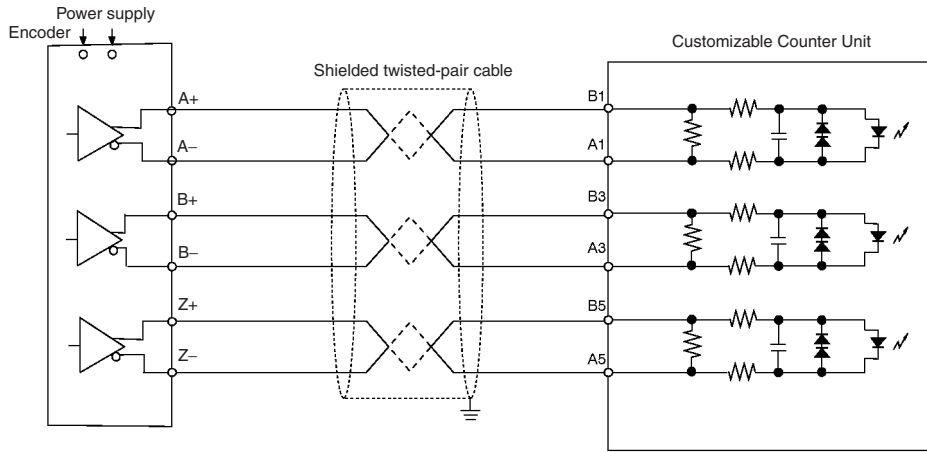 Power supply
Encoder
Customizable Counter Unit
Shielded twisted-pair cable
A+
B1
A−
A1
B+
B3
B−
A3
Z+
B5
Z−
A5